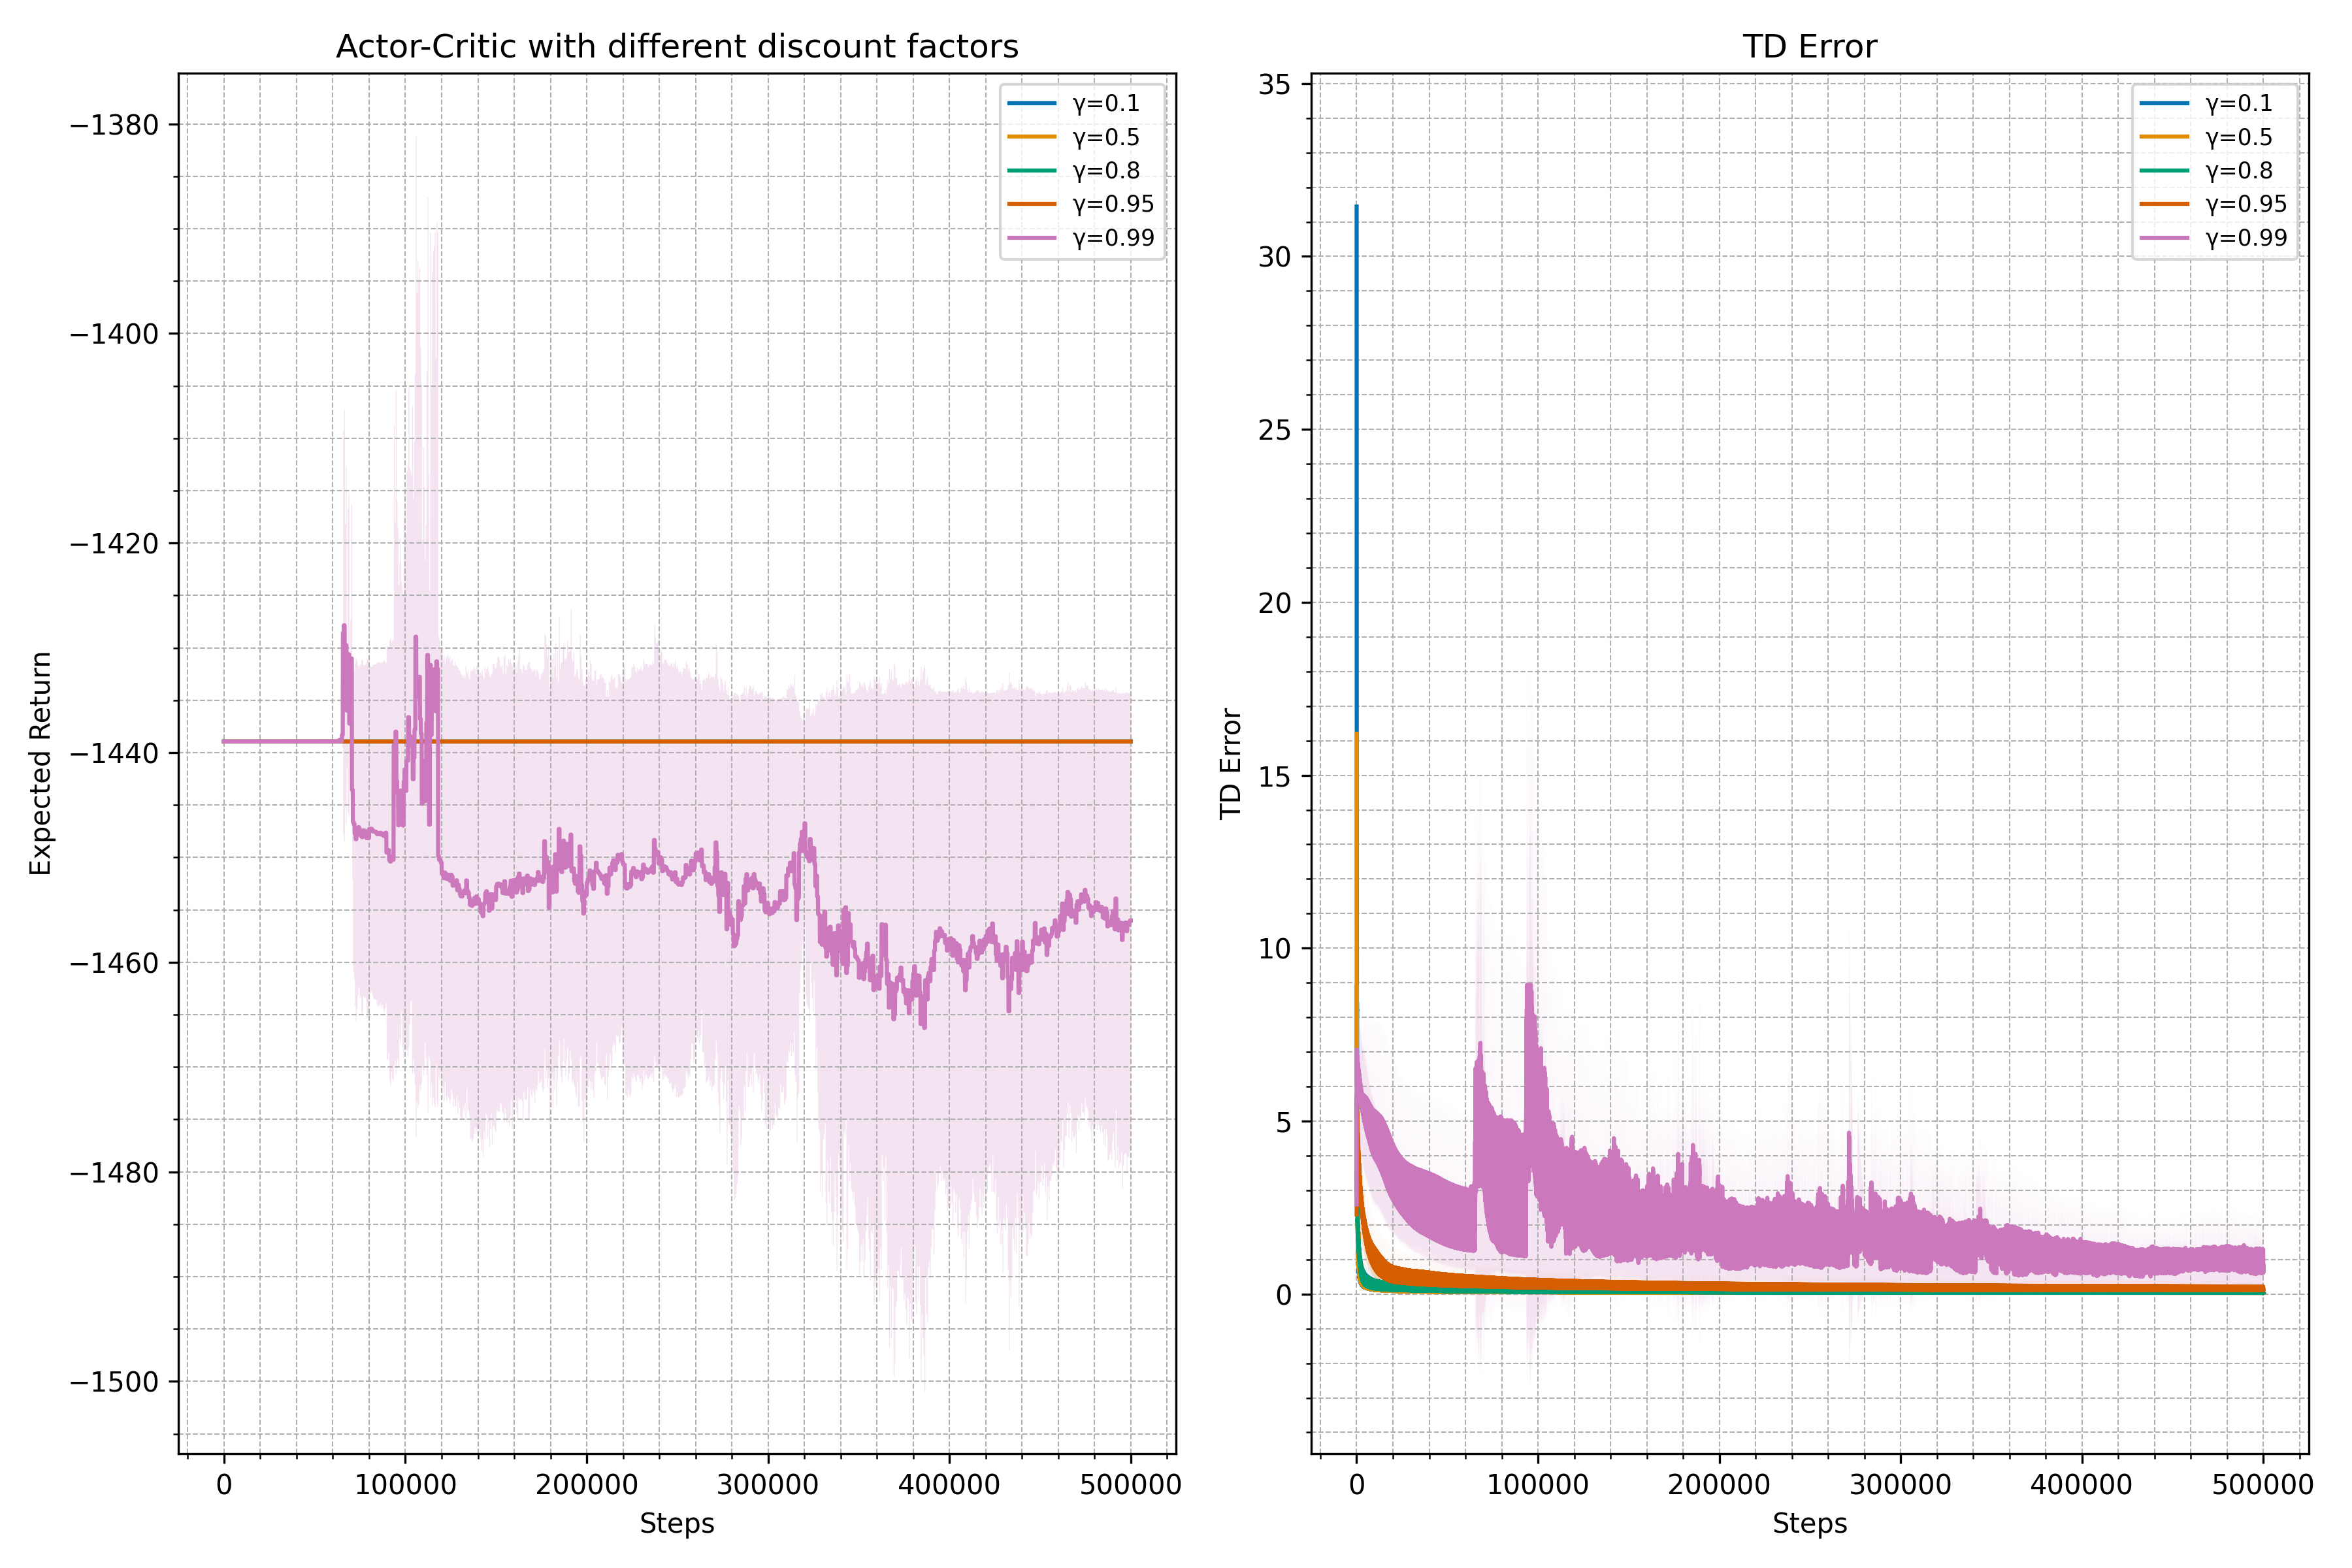 Actor-Critic with different discount factors
Expected Return
−1380
−1400
−1420
−1440
−1460
−1480
−1500
γ=0.1
γ=0.5
γ=0.8
γ=0.95
γ=0.99
0
100000
200000
300000
400000
500000
Steps
TD Error
TD Error
35
30
25
20
15
10
5
0
γ=0.1
γ=0.5
γ=0.8
γ=0.95
γ=0.99
0
100000
200000
300000
400000
500000
Steps